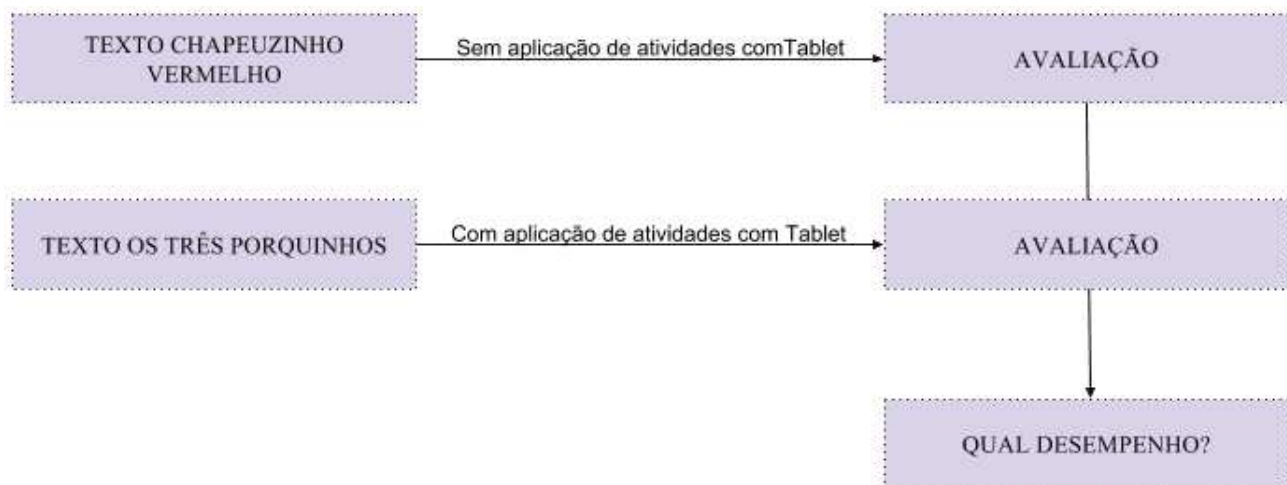 TEXTO CHAPEUZINHO
VERMELHO
Sem aplicação de atividades comTablet
AVALIAÇÃO
TEXTO OS TRÊS PORQUINHOS
Com aplicação de atividades com Tablet
AVALIAÇÃO
QUAL DESEMPENHO?